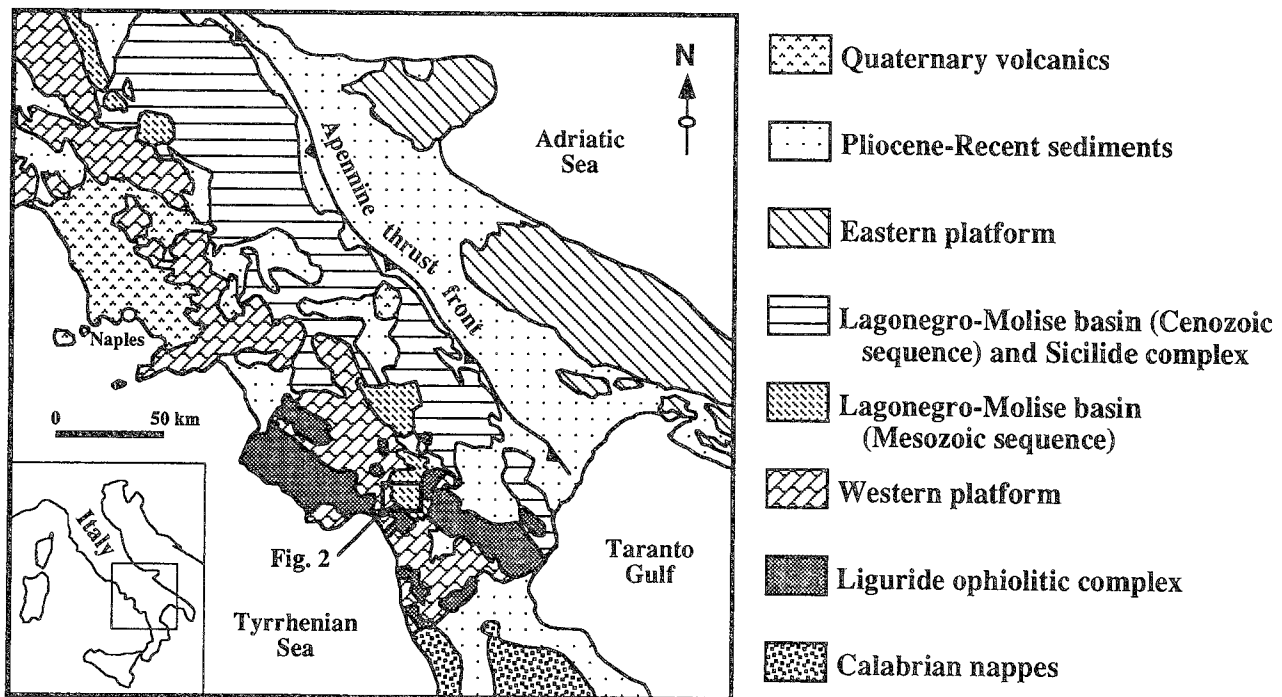 N
Adriatic
Sea
Apennine thrust front
Naples
0 50 km
Fig. 2
Italy
Tyrrhenian
Sea
Taranto
Gulf
Quaternary volcanics
Pliocene-Recent sediments
Eastern platform
Lagonegro-Molise basin (Cenozoic
sequence) and Sicilide complex
Lagonegro-Molise basin
(Mesozoic sequence)
Western platform
Liguride ophiolitic complex
Calabrian nappes